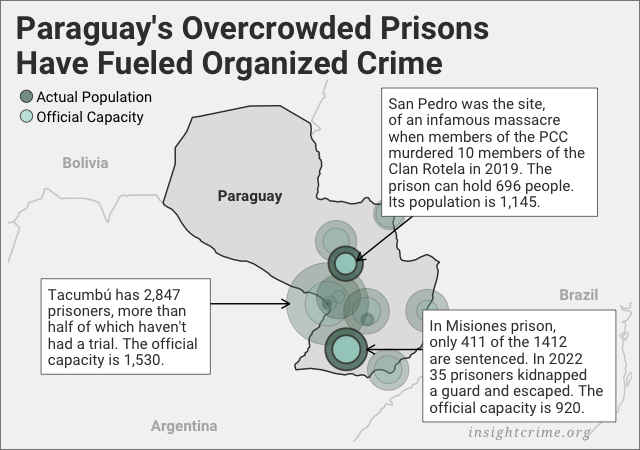 Paraguay's Overcrowded Prisons
Have Fueled Organized Crime
Actual Population
Official Capacity
San Pedro was the site,
of an infamous massacre
when members of the PCC
murdered 10 members of the
Clan Rotela in 2019. The
prison can hold 696 people.
Its population is 1,145.
Bolivia
Paraguay
Tacumbú has 2,847
prisoners, more than
half of which haven't
had a trial. The official
capacity is 1,530.
Brazil
In Misiones prison,
only 411 of the 1412
are sentenced. In 2022
35 prisoners kidnapped
a guard and escaped. The
official capacity is 920.
Argentina
insightcrime.org